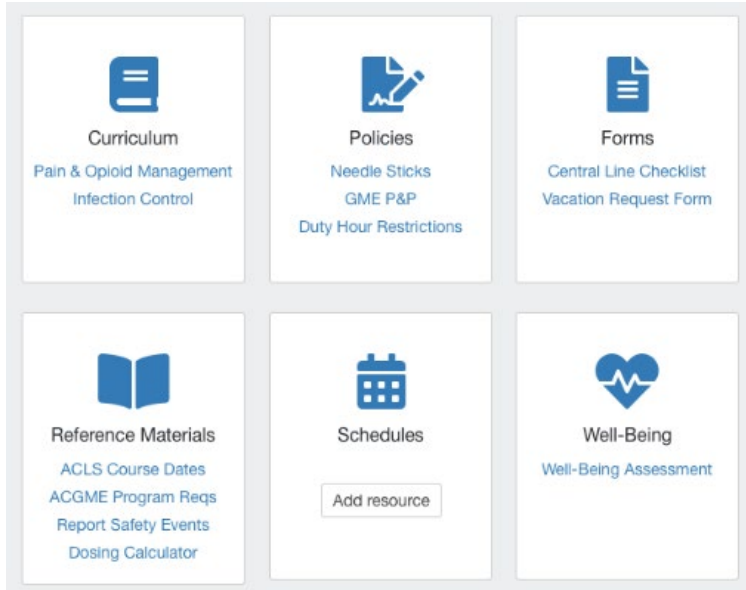 Curriculum
Pain & Opioid Management
Infection Control
Policies
Needle Sticks
GME P&P
Duty Hour Restrictions
Forms
Central Line Checklist
Vacation Request Form
Reference Materials
ACLS Course Dates
ACGME Program Reqs
Report Safety Events
Dosing Calculator
Schedules
Add resource
Well-Being
Well-Being Assessment